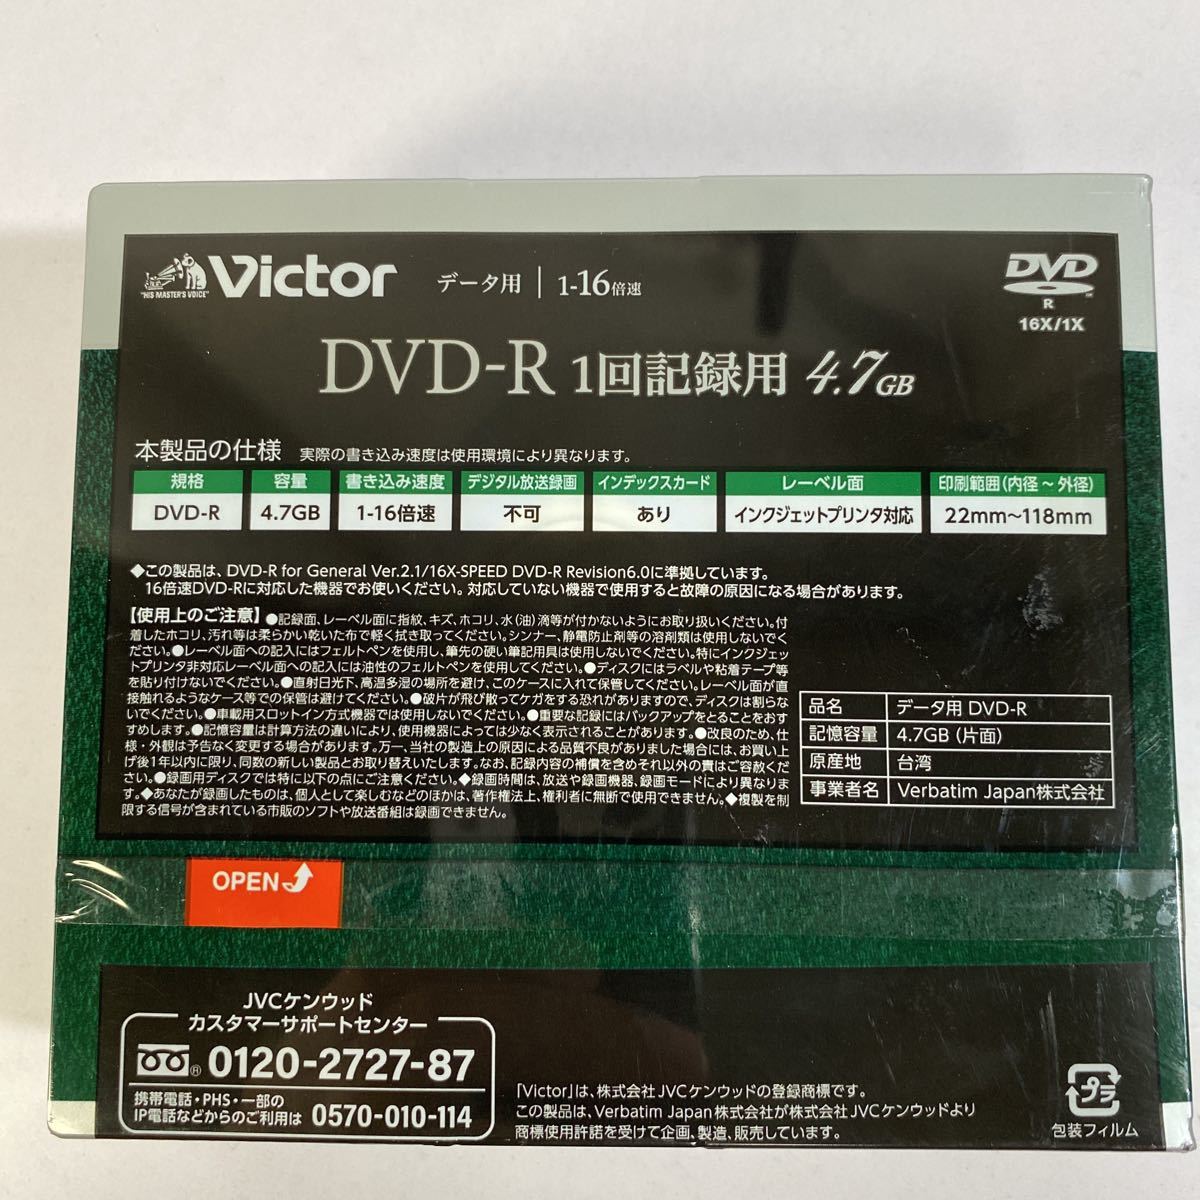 "HIS MASTER'S VOICE"
Victor
データ用 | 1-16倍速
DVD
R
16X/1X
DVD-R 1回記録用 4.7GB
本製品の仕様 実際の書き込み速度は使用環境により異なります。
規格 容量 書き込み速度 デジタル放送録画 インデックスカード レーベル面 印刷範囲(内径～外径)
DVD-R 4.7GB 1-16倍速 不可 あり インクジェットプリンタ対応 22mm～118mm
◆この製品は、DVD-R for General Ver.2.1/16X-SPEED DVD-R Revision6.0に準拠しています。
16倍速DVD-Rに対応した機器でお使いください。対応していない機器で使用すると故障の原因になる場合があります。
【使用上のご注意】●記録面、レーベル面に指紋、キズ、ホコリ、水(油)滴等が付かないようにお取り扱いください。付
着したホコリ、汚れ等は柔らかい乾いた布で軽く拭き取ってください。シンナー、静電防止剤等の溶剤類は使用しないでく
ださい。●レーベル面への記入にはフェルトペンを使用し、筆先の硬い筆記用具は使用しないでください。特にインクジェ
ットプリンタ非対応レーベル面への記入には油性のフェルトペンを使用してください。●ディスクにはラベルや粘着テープ等
を貼り付けないでください。●直射日光下、高温多湿の場所を避け、このケースに入れて保管してください。レーベル面が直
接触れるようなケース等での保管は避けてください。●破片が飛び散ってケガをする恐れがありますので、ディスクは割らな
いでください。●車載用スロットイン方式機器では使用しないでください。●重要な記録にはバックアップをとることをおす
すめします。●記憶容量は計算方法の違いにより、使用機器によっては少なく表示されることがあります。●改良のため、仕
様・外観は予告なく変更する場合があります。万一、当社の製造上の原因による品質不良がありました場合には、お買い上
げ後1年以内に限り、同数の新しい製品とお取り替えいたします。なお、記録内容の補償を含めそれ以外の責はご容赦くだ
さい。●録画用ディスクでは特に以下の点にご注意ください。◆録画時間は、放送や録画機器、録画モードにより異なりま
す。◆あなたが録画したものは、個人として楽しむなどのほかは、著作権法上、権利者に無断で使用できません。◆複製を制
限する信号が含まれている市販のソフトや放送番組は録画できません。
品名 データ用 DVD-R
記憶容量 4.7GB (片面)
原産地 台湾
事業者名 Verbatim Japan株式会社
OPEN
JVCケンウッド
カスタマーサポートセンター
0120-2727-87
携帯電話・PHS・一部の
IP電話などからのご利用は 0570-010-114
「Victor」は、株式会社 JVCケンウッドの登録商標です。
この製品は、Verbatim Japan株式会社が株式会社 JVCケンウッドより
商標使用許諾を受けて企画、製造、販売しています。
プラ
包装フィルム